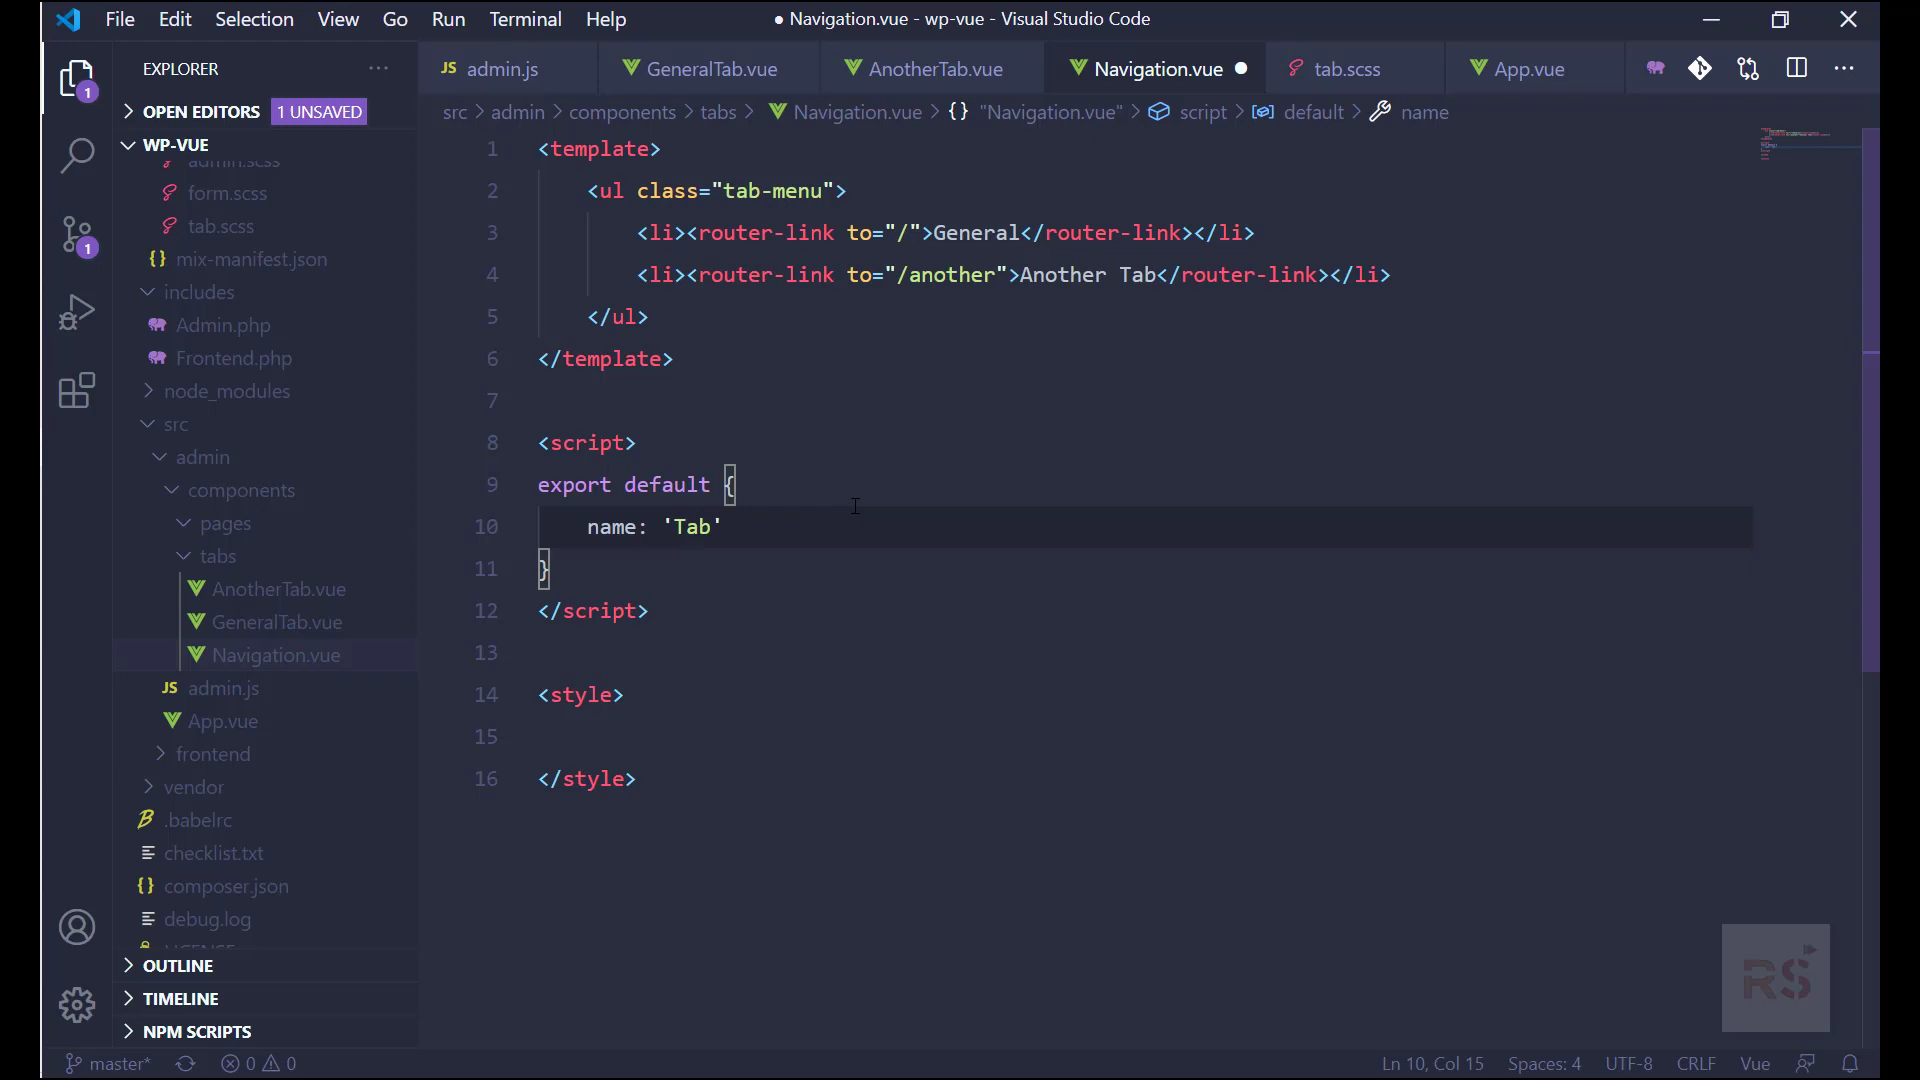 File Edit Selection View Go Run Terminal Help
● Navigation.vue - wp-vue - Visual Studio Code
EXPLORER
OPEN EDITORS 1 UNSAVED
WP-VUE
admin.scss
form.scss
tab.scss
{} mix-manifest.json
includes
Admin.php
Frontend.php
node_modules
src
admin
components
pages
tabs
AnotherTab.vue
GeneralTab.vue
Navigation.vue
JS admin.js
App.vue
frontend
vendor
.babelrc
checklist.txt
{} composer.json
debug.log
LICENSE
OUTLINE
TIMELINE
NPM SCRIPTS
1
1
JS admin.js GeneralTab.vue AnotherTab.vue Navigation.vue ● tab.scss App.vue
src > admin > components > tabs > Navigation.vue > {} "Navigation.vue" > script > default > name
1 <template>
2 <ul class="tab-menu">
3 <li><router-link to="/">General</router-link></li>
4 <li><router-link to="/another">Another Tab</router-link></li>
5 </ul>
6 </template>
7
8 <script>
9 export default {
10 name: 'Tab'
11 }
12 </script>
13
14 <style>
15
16 </style>
RS
master* 0 0
Ln 10, Col 15 Spaces: 4 UTF-8 CRLF Vue